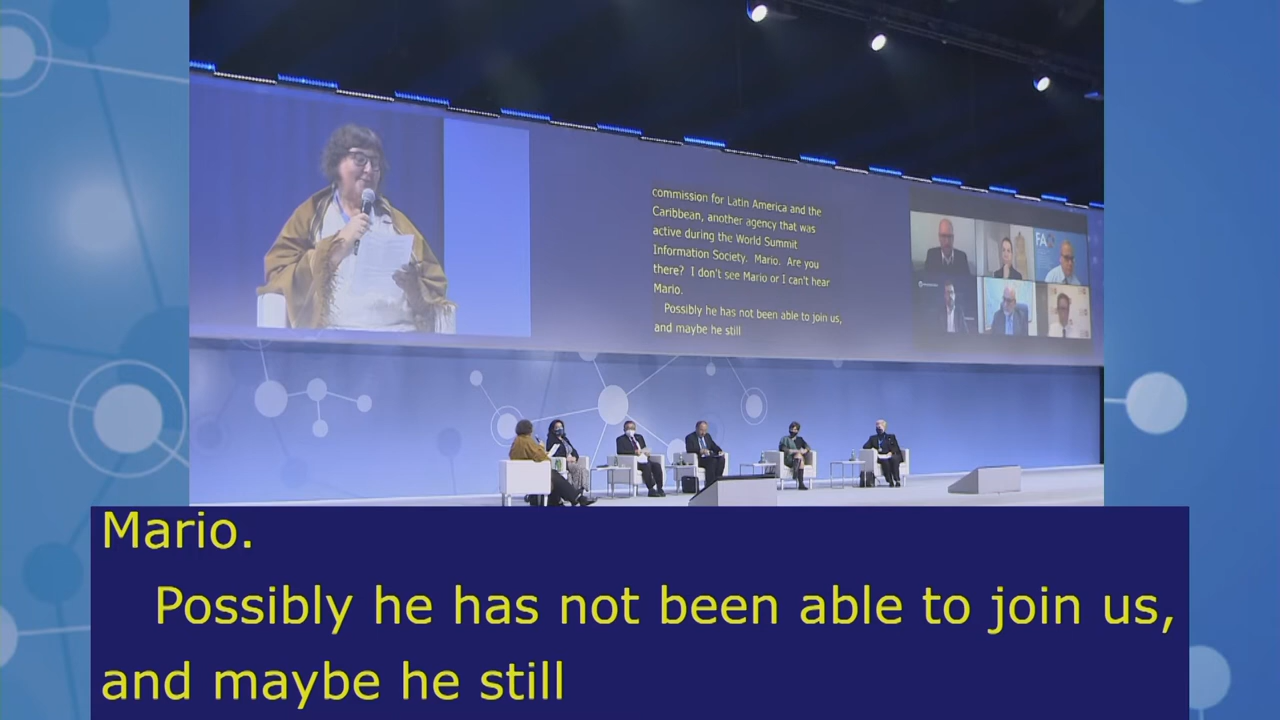 commission for Latin America and the
Caribbean, another agency that was
active during the World Summit
Information Society. Mario. Are you
there? I don't see Mario or I can't hear
Mario.
Possibly he has not been able to join us,
and maybe he still
FAO
Mario.
Possibly he has not been able to join us,
and maybe he still